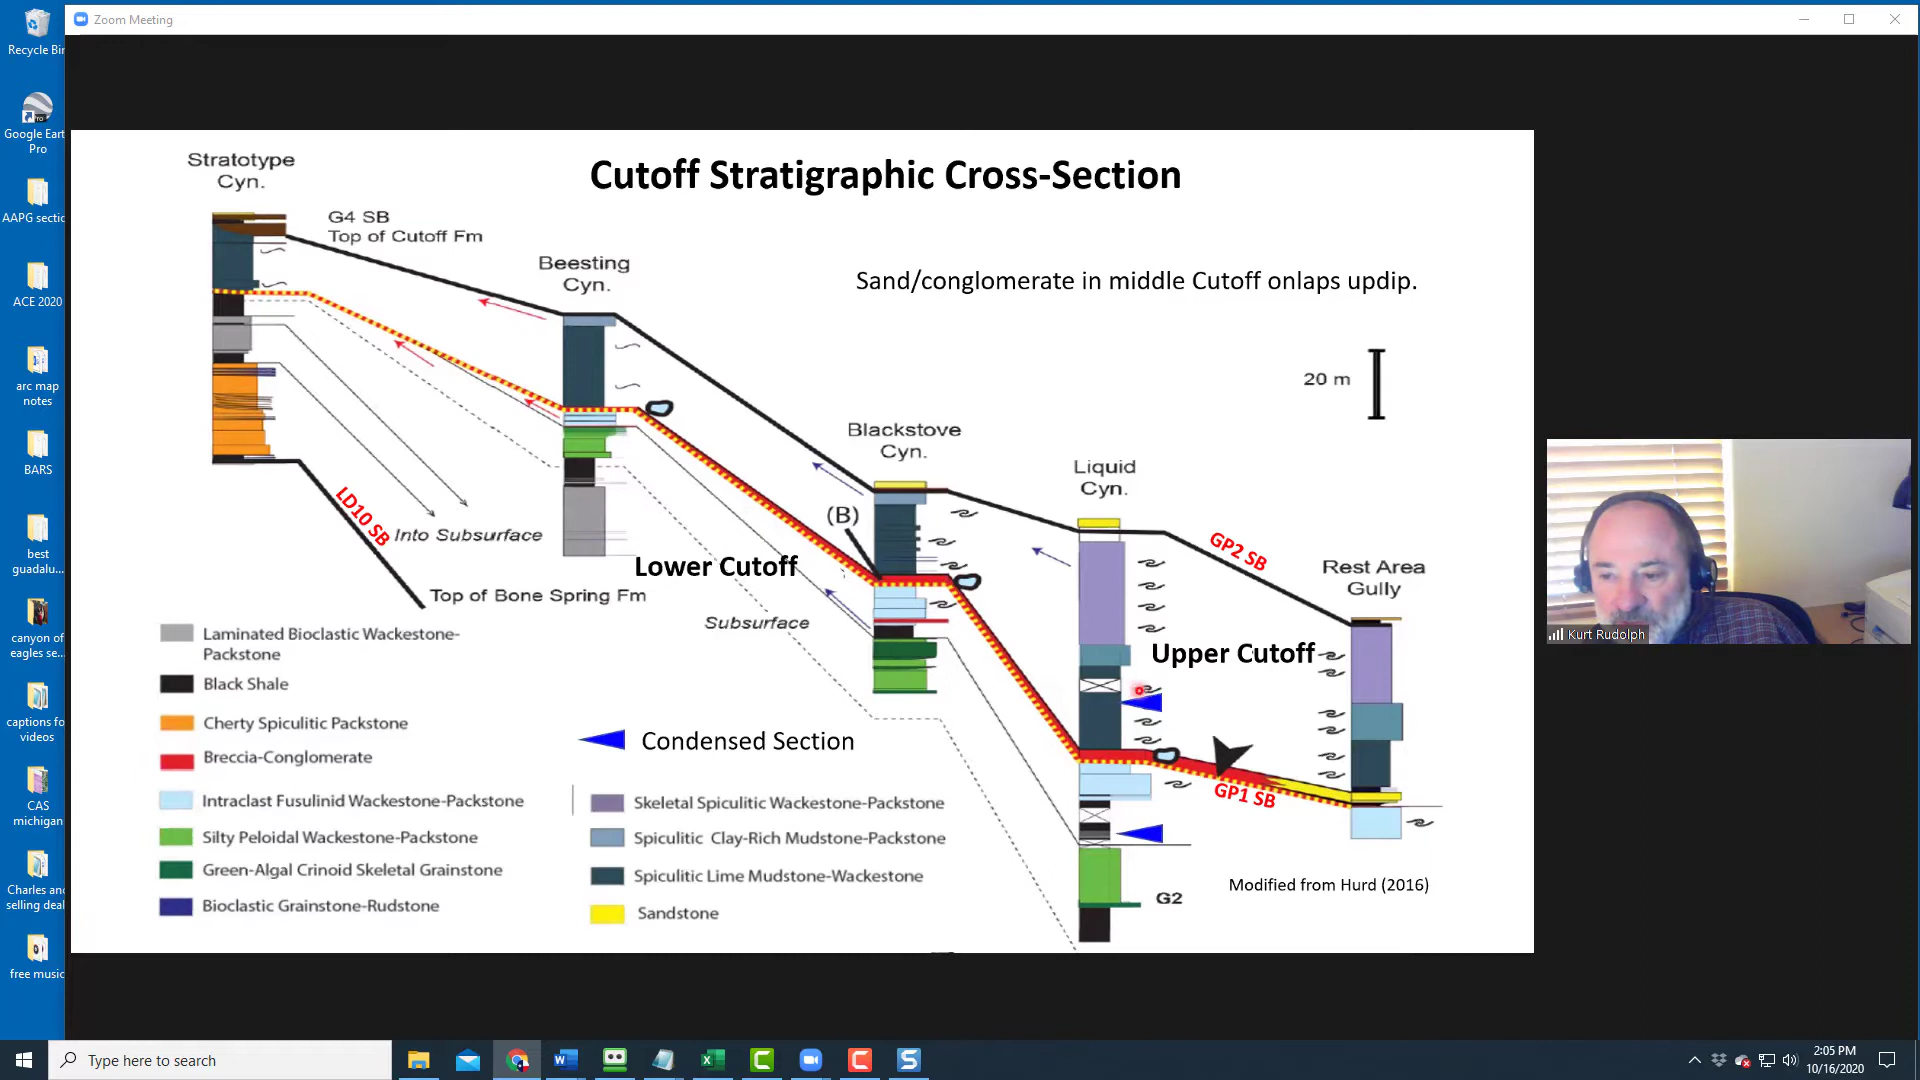 Zoom Meeting
Recycle Bin
Google Eart
Pro
AAPG sectio
ACE 2020
arc map
notes
BARS
best
guadalu...
canyon of
eagles se...
captions fo
videos
CAS
michigan
Charles and
selling deal
free music
Stratotype
Cyn.
Cutoff Stratigraphic Cross-Section
G4 SB
Top of Cutoff Fm
Beesting
Cyn.
Sand/conglomerate in middle Cutoff onlaps updip.
20 m
Blackstove
Cyn.
Liquid
Cyn.
LD10 SB
Into Subsurface
(B)
GP2 SB
Rest Area
Gully
Lower Cutoff
Top of Bone Spring Fm
Subsurface
Upper Cutoff
Laminated Bioclastic Wackestone-
Packstone
Black Shale
Cherty Spiculitic Packstone
Breccia-Conglomerate
Intraclast Fusulinid Wackestone-Packstone
Silty Peloidal Wackestone-Packstone
Green-Algal Crinoid Skeletal Grainstone
Bioclastic Grainstone-Rudstone
Condensed Section
Skeletal Spiculitic Wackestone-Packstone
Spiculitic Clay-Rich Mudstone-Packstone
Spiculitic Lime Mudstone-Wackestone
Sandstone
GP1 SB
G2
Modified from Hurd (2016)
Kurt Rudolph
Type here to search
2:05 PM
10/16/2020